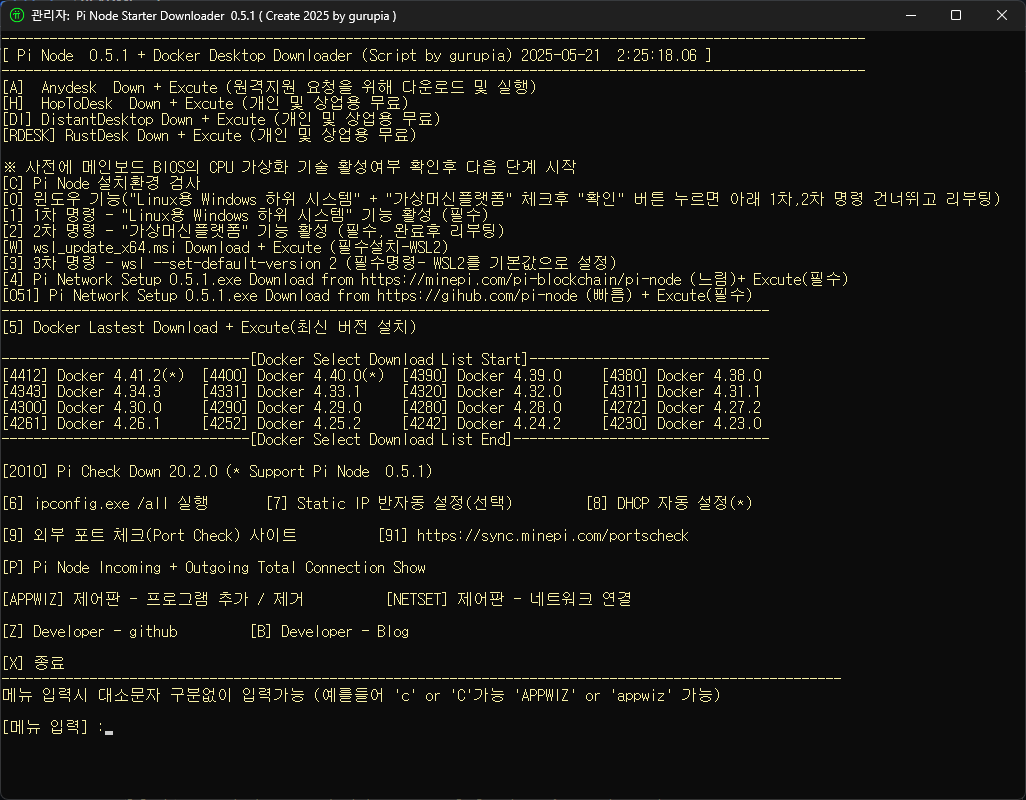 관리자: Pi Node Starter Downloader 0.5.1 ( Create 2025 by gurupia )
--------------------------------------------------------------------------------
[ Pi Node  0.5.1 + Docker Desktop Downloader (Script by gurupia) 2025-05-21  2:25:18.06 ]
--------------------------------------------------------------------------------
[A]  Anydesk  Down + Excute (원격지원 요청을 위해 다운로드 및 실행)
[H]  HopToDesk  Down + Excute (개인 및 상업용 무료)
[DI] DistantDesktop Down + Excute (개인 및 상업용 무료)
[RDESK] RustDesk Down + Excute (개인 및 상업용 무료)
※ 사전에 메인보드 BIOS의 CPU 가상화 기술 활성여부 확인후 다음 단계 시작
[C] Pi Node 설치환경 검사
[O] 윈도우 기능("Linux용 Windows 하위 시스템" + "가상머신플랫폼" 체크후 "확인" 버튼 누르면 아래 1차,2차 명령 건너뛰고 리부팅)
[1] 1차 명령 - "Linux용 Windows 하위 시스템" 기능 활성 (필수)
[2] 2차 명령 - "가상머신플랫폼" 기능 활성 (필수, 완료후 리부팅)
[W] wsl_update_x64.msi Download + Excute (필수설치-WSL2)
[3] 3차 명령 - wsl --set-default-version 2 (필수명령- WSL2를 기본값으로 설정)
[4] Pi Network Setup 0.5.1.exe Download from https://minepi.com/pi-blockchain/pi-node (느림)+ Excute(필수)
[051] Pi Network Setup 0.5.1.exe Download from https://gihub.com/pi-node (빠름) + Excute(필수)
--------------------------------------------------------------------------------
[5] Docker Lastest Download + Excute(최신 버전 설치)
-------------------------------[Docker Select Download List Start]------------------------------
[4412] Docker 4.41.2(*)  [4400] Docker 4.40.0(*)  [4390] Docker 4.39.0     [4380] Docker 4.38.0
[4343] Docker 4.34.3     [4331] Docker 4.33.1     [4320] Docker 4.32.0     [4311] Docker 4.31.1
[4300] Docker 4.30.0     [4290] Docker 4.29.0     [4280] Docker 4.28.0     [4272] Docker 4.27.2
[4261] Docker 4.26.1     [4252] Docker 4.25.2     [4242] Docker 4.24.2     [4230] Docker 4.23.0
-------------------------------[Docker Select Download List End]--------------------------------
[2010] Pi Check Down 20.2.0 (* Support Pi Node  0.5.1)
[6] ipconfig.exe /all 실행       [7] Static IP 반자동 설정(선택)         [8] DHCP 자동 설정(*)
[9] 외부 포트 체크(Port Check) 사이트          [91] https://sync.minepi.com/portscheck
[P] Pi Node Incoming + Outgoing Total Connection Show
[APPWIZ] 제어판 - 프로그램 추가 / 제거          [NETSET] 제어판 - 네트워크 연결
[Z] Developer - github         [B] Developer - Blog
[X] 종료
--------------------------------------------------------------------------------
메뉴 입력시 대소문자 구분없이 입력가능 (예를들어 'c' or 'C'가능 'APPWIZ' or 'appwiz' 가능)
[메뉴 입력] :